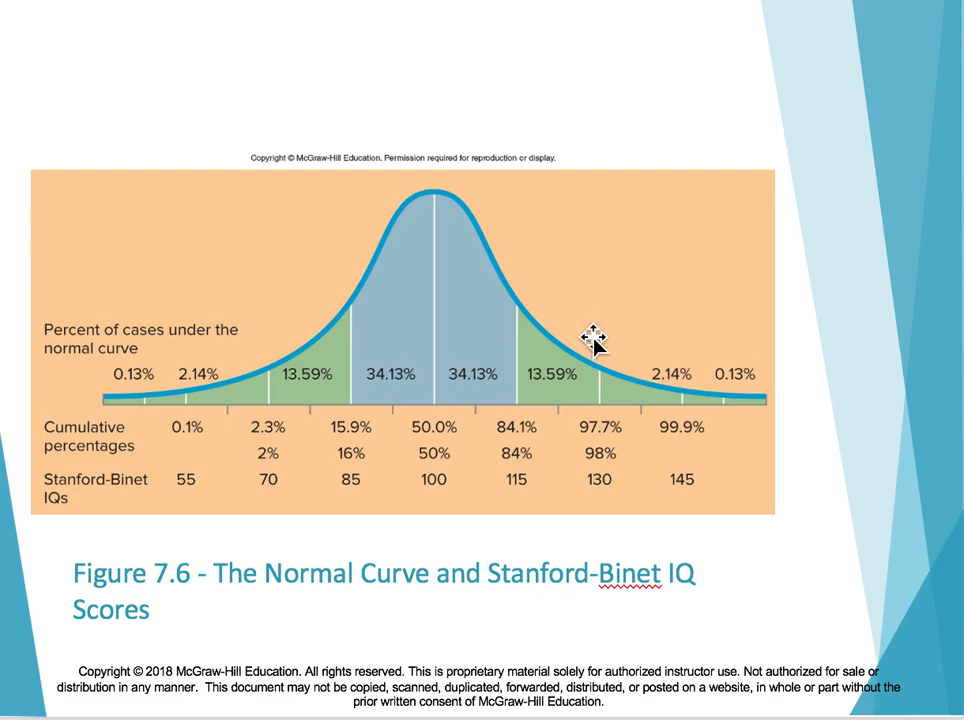 Copyright © McGraw-Hill Education. Permission required for reproduction or display.
Percent of cases under the
normal curve
0.13% 2.14% 13.59% 34.13% 34.13% 13.59% 2.14% 0.13%
Cumulative 0.1% 2.3% 15.9% 50.0% 84.1% 97.7% 99.9%
percentages
2% 16% 50% 84% 98%
Stanford-Binet 55 70 85 100 115 130 145
IQs
Figure 7.6 - The Normal Curve and Stanford-Binet IQ
Scores
Copyright © 2018 McGraw-Hill Education. All rights reserved. This is proprietary material solely for authorized instructor use. Not authorized for sale or
distribution in any manner. This document may not be copied, scanned, duplicated, forwarded, distributed, or posted on a website, in whole or part without the
prior written consent of McGraw-Hill Education.